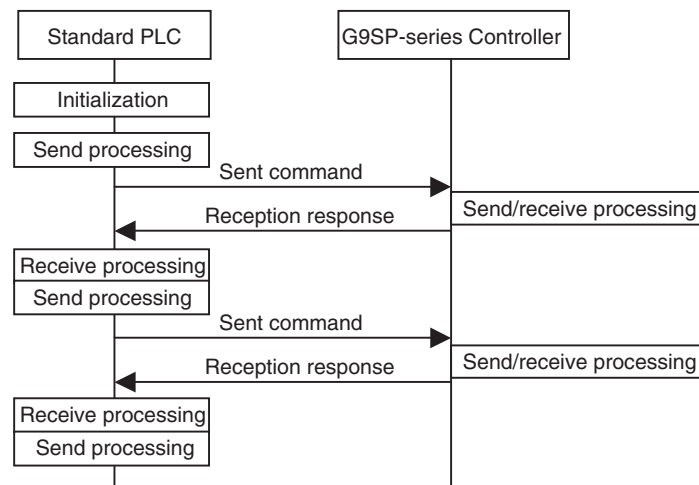 Standard PLC
G9SP-series Controller
Initialization
Send processing
Sent command
Send/receive processing
Reception response
Receive processing
Send processing
Sent command
Send/receive processing
Reception response
Receive processing
Send processing